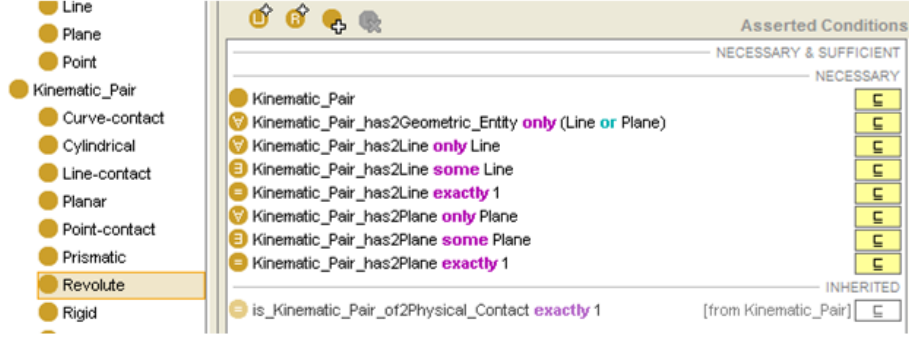 Line
Plane
Point
Kinematic_Pair
Curve-contact
Cylindrical
Line-contact
Planar
Point-contact
Prismatic
Revolute
Rigid
Asserted Conditions
NECESSARY & SUFFICIENT
NECESSARY
Kinematic_Pair
Kinematic_Pair_has2Geometric_Entity only (Line or Plane)
Kinematic_Pair_has2Line only Line
Kinematic_Pair_has2Line some Line
Kinematic_Pair_has2Line exactly 1
Kinematic_Pair_has2Plane only Plane
Kinematic_Pair_has2Plane some Plane
Kinematic_Pair_has2Plane exactly 1
INHERITED
is_Kinematic_Pair_of2Physical_Contact exactly 1 [from Kinematic_Pair]